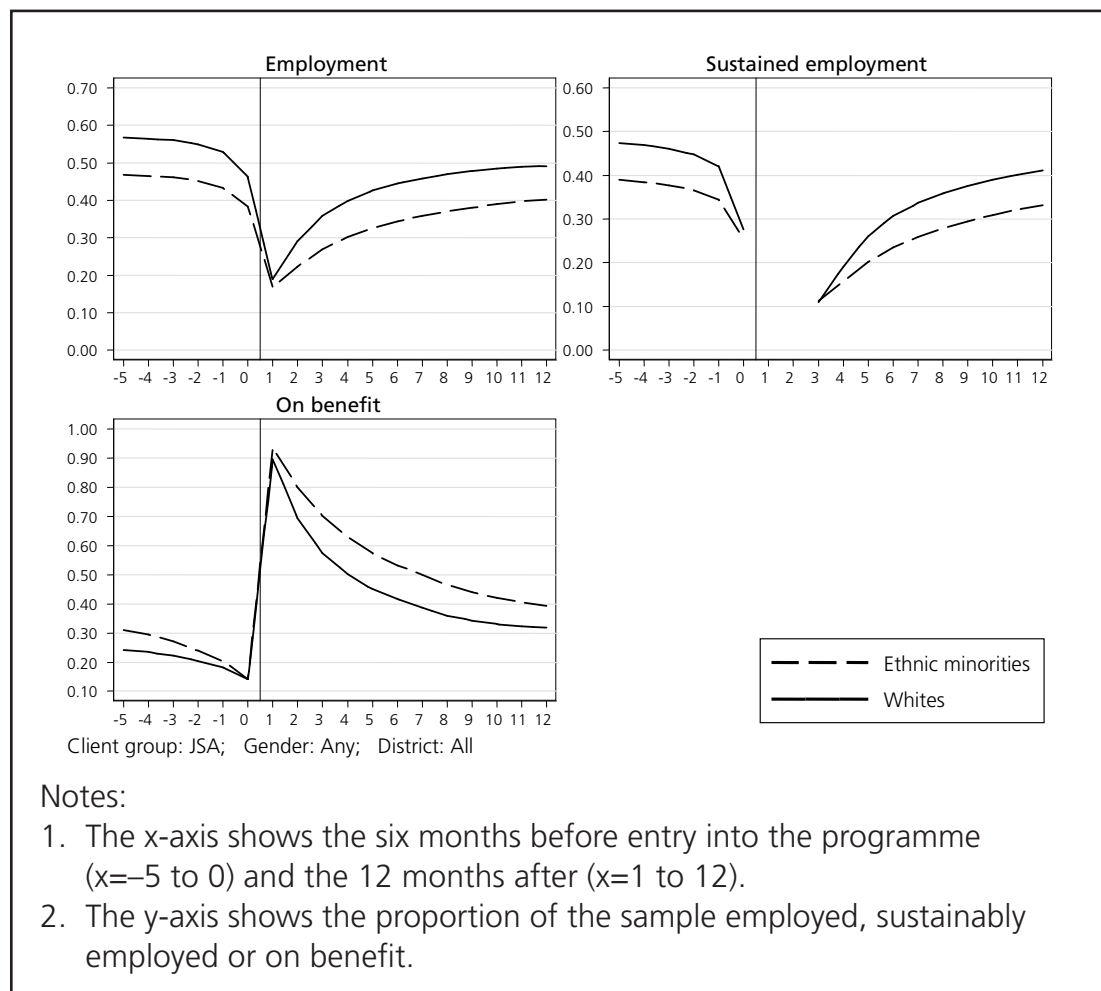 Employment
0.70
0.60
0.50
0.40
0.30
0.20
0.10
0.00
-5 -4 -3 -2 -1 0 1 2 3 4 5 6 7 8 9 10 11 12
Sustained employment
0.60
0.50
0.40
0.30
0.20
0.10
0.00
-5 -4 -3 -2 -1 0 1 2 3 4 5 6 7 8 9 10 11 12
On benefit
1.00
0.90
0.80
0.70
0.60
0.50
0.40
0.30
0.20
0.10
-5 -4 -3 -2 -1 0 1 2 3 4 5 6 7 8 9 10 11 12
Ethnic minorities
Whites
Client group: JSA; Gender: Any; District: All
Notes:
1. The x-axis shows the six months before entry into the programme
(x=–5 to 0) and the 12 months after (x=1 to 12).
2. The y-axis shows the proportion of the sample employed, sustainably
employed or on benefit.